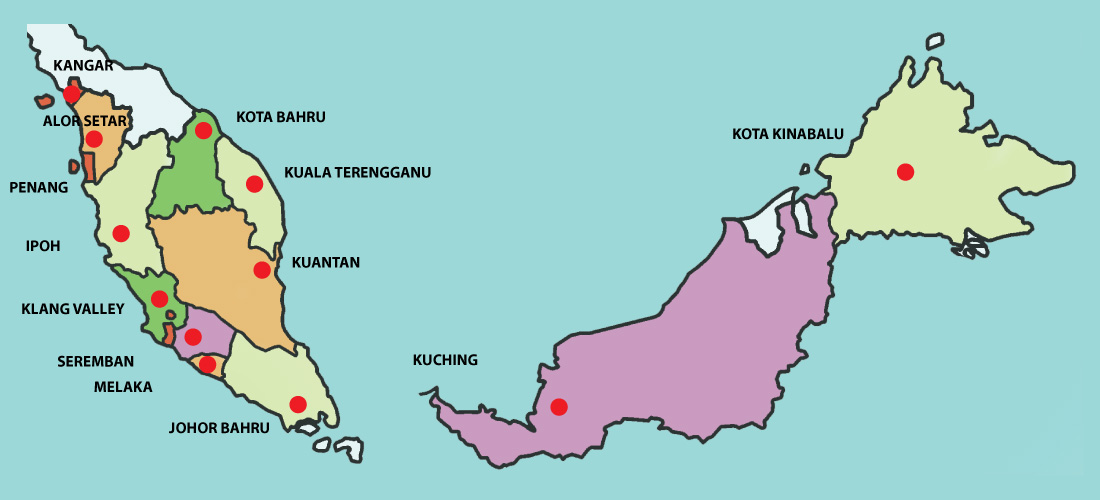 KANGAR
ALOR SETAR
KOTA BAHRU
KOTA KINABALU
KUALA TERENGGANU
PENANG
IPOH
KUANTAN
KLANG VALLEY
SEREMBAN
KUCHING
MELAKA
JOHOR BAHRU